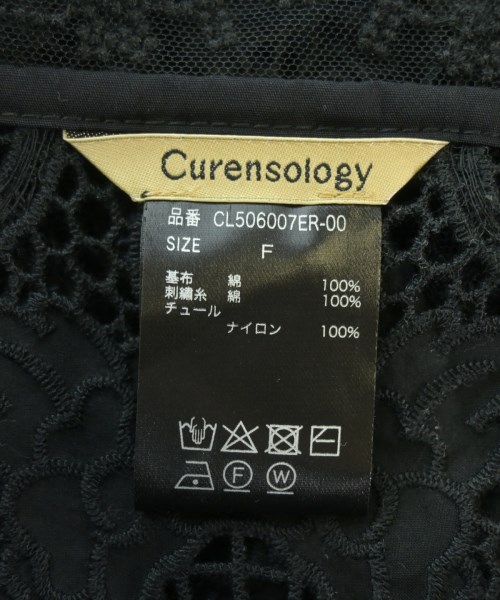 Curensology
品番 CL506007ER-00
SIZE F
基布 綿 100%
刺繍糸 綿 100%
チュール
ナイロン 100%
F W